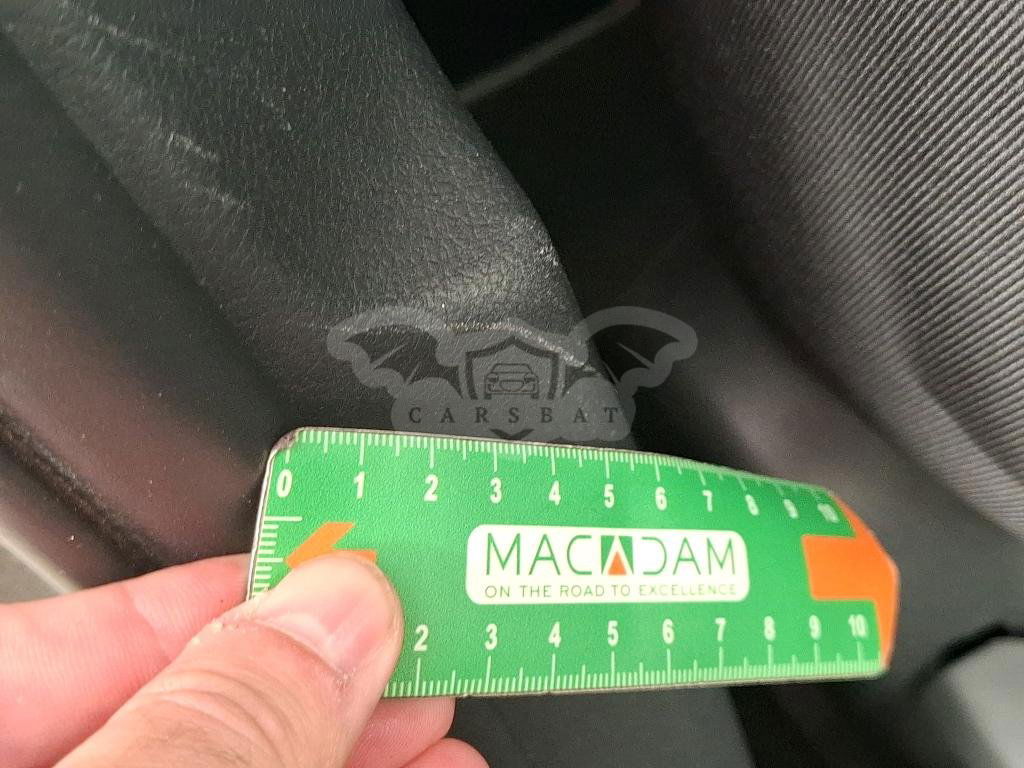 CARSBAT
0 1 2 3 4 5 6 7 8 9 10
MACADAM
ON THE ROAD TO EXCELLENCE
2 3 4 5 6 7 8 9 10